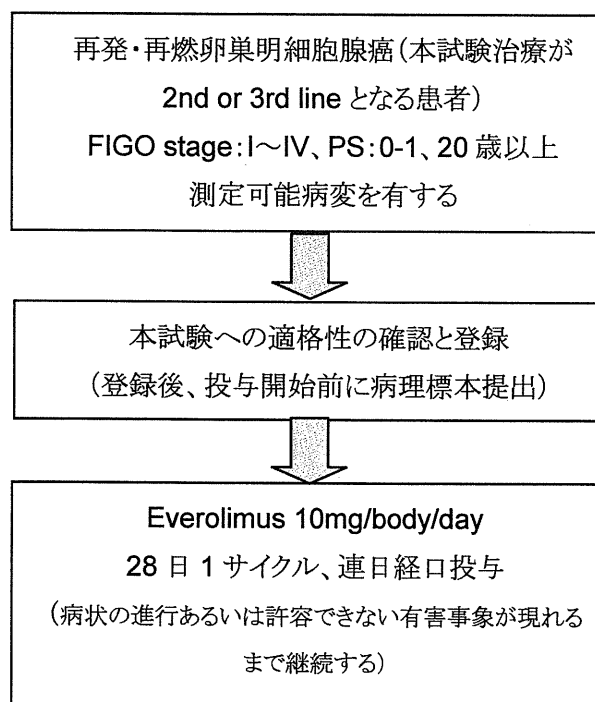 再発・再燃卵巣明細胞腺癌(本試験治療が
2nd or 3rd line となる患者)
FIGO stage:I～IV、PS:0-1、20 歳以上
測定可能病変を有する
本試験への適格性の確認と登録
(登録後、投与開始前に病理標本提出)
Everolimus 10mg/body/day
28 日 1 サイクル、連日経口投与
(病状の進行あるいは許容できない有害事象が現れる
まで継続する)